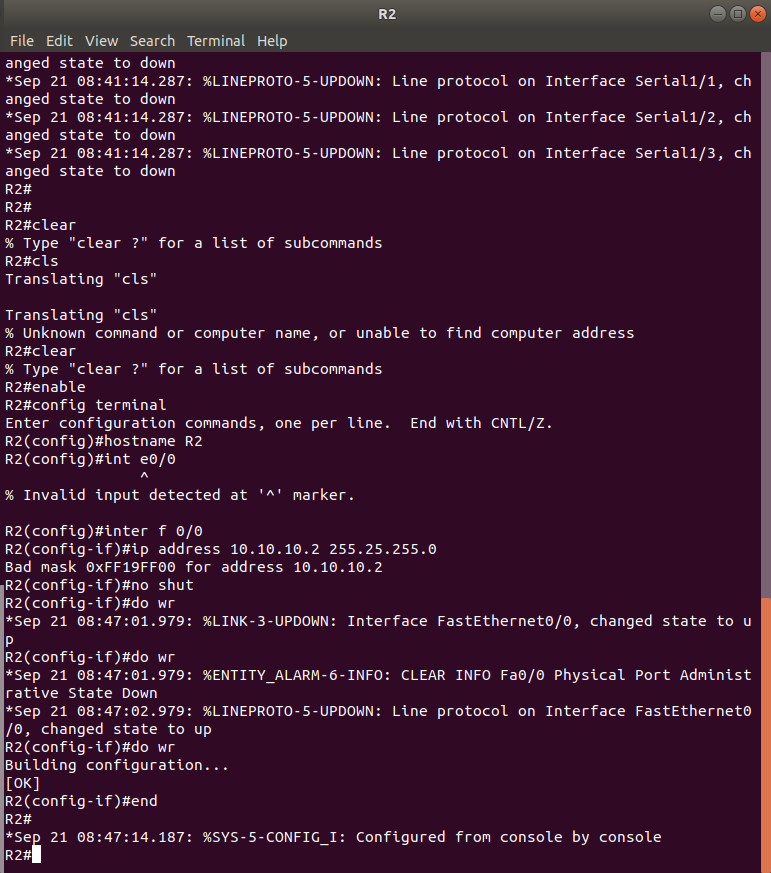 R2
File Edit View Search Terminal Help
anged state to down
*Sep 21 08:41:14.287: %LINEPROTO-5-UPDOWN: Line protocol on Interface Serial1/1, ch
anged state to down
*Sep 21 08:41:14.287: %LINEPROTO-5-UPDOWN: Line protocol on Interface Serial1/2, ch
anged state to down
*Sep 21 08:41:14.287: %LINEPROTO-5-UPDOWN: Line protocol on Interface Serial1/3, ch
anged state to down
R2#
R2#
R2#clear
% Type "clear ?" for a list of subcommands
R2#cls
Translating "cls"

Translating "cls"
% Unknown command or computer name, or unable to find computer address
R2#clear
% Type "clear ?" for a list of subcommands
R2#enable
R2#config terminal
Enter configuration commands, one per line.  End with CNTL/Z.
R2(config)#hostname R2
R2(config)#int e0/0
               ^
% Invalid input detected at '^' marker.

R2(config)#inter f 0/0
R2(config-if)#ip address 10.10.10.2 255.25.255.0
Bad mask 0xFF19FF00 for address 10.10.10.2
R2(config-if)#no shut
R2(config-if)#do wr
*Sep 21 08:47:01.979: %LINK-3-UPDOWN: Interface FastEthernet0/0, changed state to u
p
R2(config-if)#do wr
*Sep 21 08:47:01.979: %ENTITY_ALARM-6-INFO: CLEAR INFO Fa0/0 Physical Port Administ
rative State Down
*Sep 21 08:47:02.979: %LINEPROTO-5-UPDOWN: Line protocol on Interface FastEthernet0
/0, changed state to up
R2(config-if)#do wr
Building configuration...
[OK]
R2(config-if)#end
R2#
*Sep 21 08:47:14.187: %SYS-5-CONFIG_I: Configured from console by console
R2#